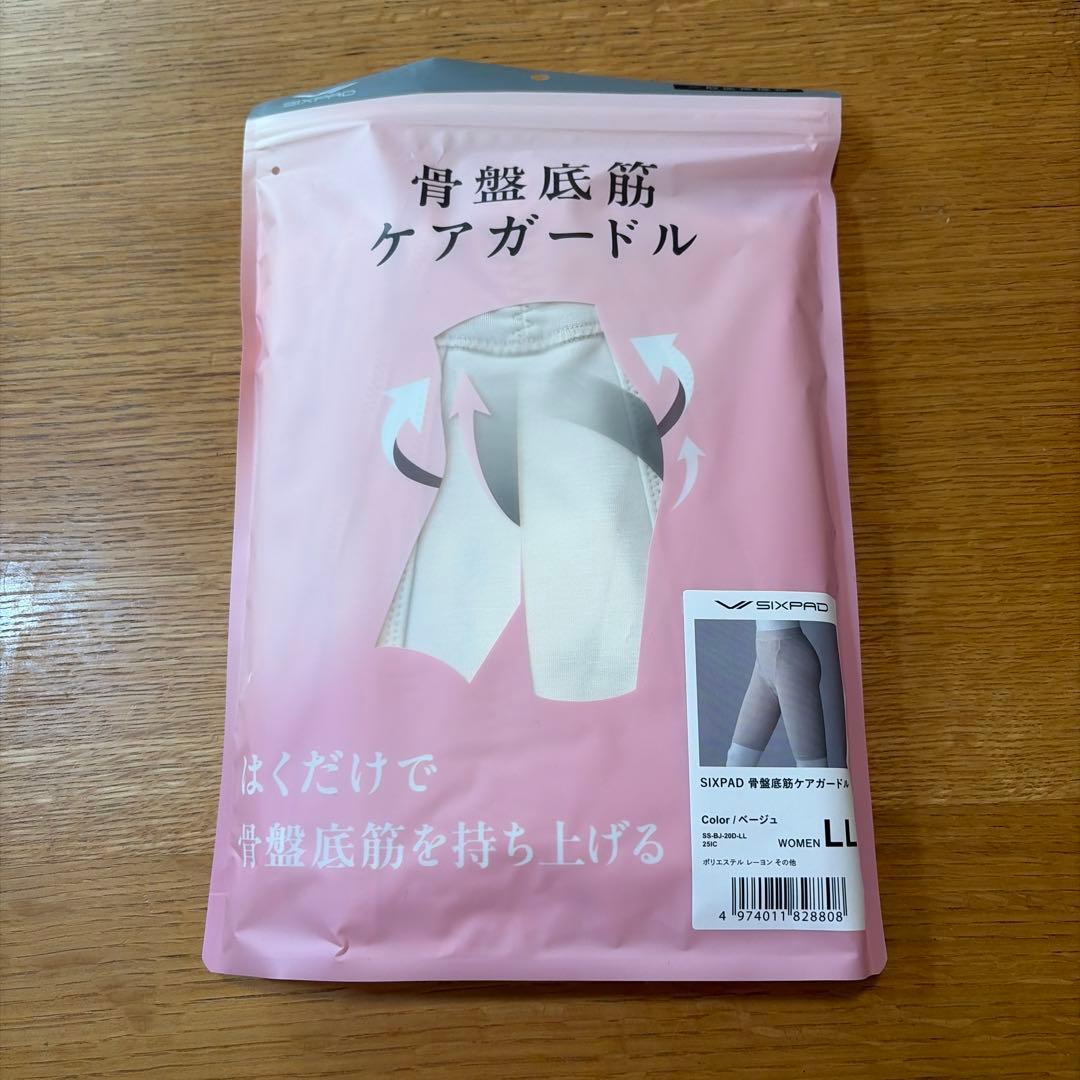 SIXPAD
骨盤底筋
ケアガードル
はくだけで
骨盤底筋を持ち上げる
SIXPAD
SIXPAD 骨盤底筋ケアガードル
Color / ベージュ
SS-BJ-20D-LL
25IC
WOMEN LL
ポリエステル レーヨン その他
4 974011 828808